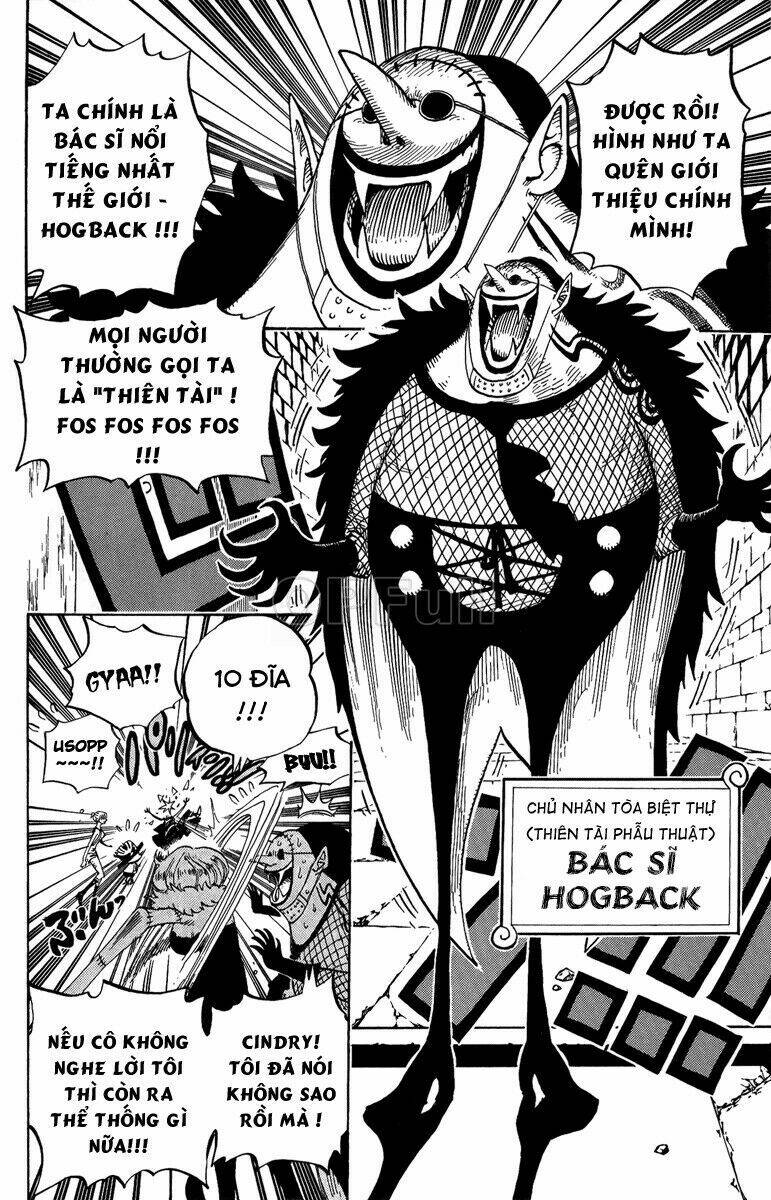 ĐƯỢC RỒI!
HÌNH NHƯ TA
QUÊN GIỚI
THIỆU CHÍNH
MÌNH!
TA CHÍNH LÀ
BÁC SĨ NỔI
TIẾNG NHẤT
THẾ GIỚI -
HOGBACK !!!
MỌI NGƯỜI
THƯỜNG GỌI TA
LÀ "THIÊN TÀI" !
FOS FOS FOS FOS
!!!
CHỦ NHÂN TÒA BIỆT THỰ
(THIÊN TÀI PHẪU THUẬT)
BÁC SĨ
HOGBACK
10 ĐĨA
!!!
GYAA!!
BUU!!
USOPP
~~~!!
CINDRY!
TÔI ĐÃ NÓI
KHÔNG SAO
RỒI MÀ !
NẾU CÔ KHÔNG
NGHE LỜI TÔI
THÌ CÒN RA
THỂ THỐNG GÌ
NỮA!!!